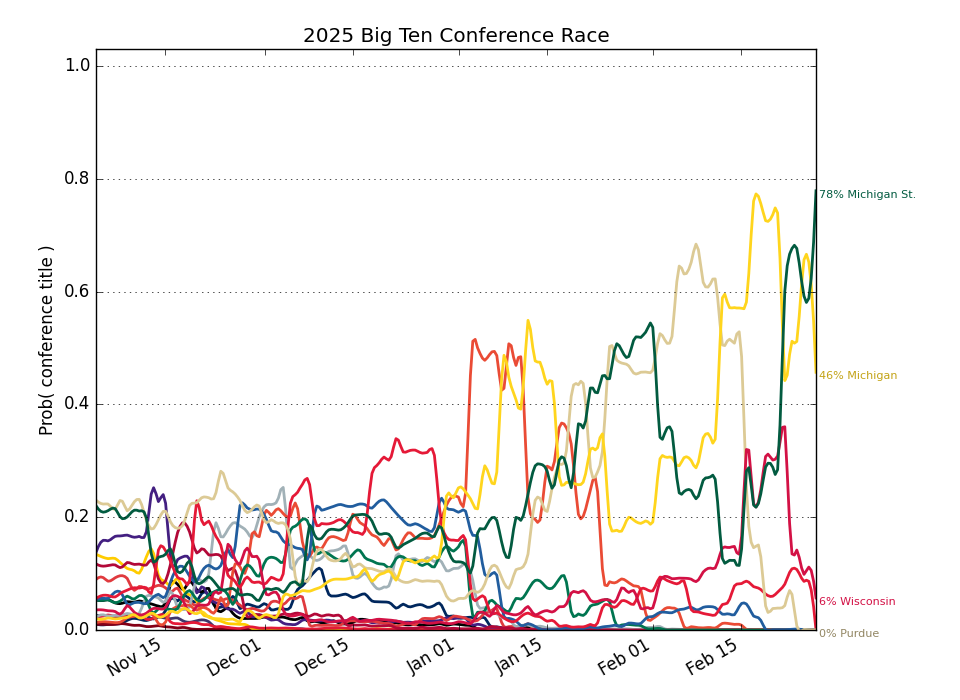 2025 Big Ten Conference Race
Prob( conference title )
1.0
0.8
0.6
0.4
0.2
0.0
78% Michigan St.
46% Michigan
6% Wisconsin
0% Purdue
Nov 15
Dec 01
Dec 15
Jan 01
Jan 15
Feb 01
Feb 15